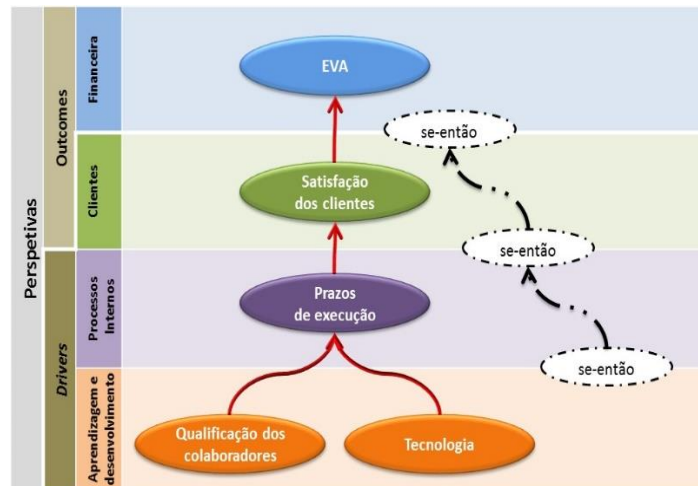 Perspetivas
Outcomes
Drivers
Financeira
EVA
se-então
Clientes
Satisfação
dos clientes
se-então
Processos
Internos
Prazos
de execução
se-então
Aprendizagem e
desenvolvimento
Qualificação dos
colaboradores
Tecnologia